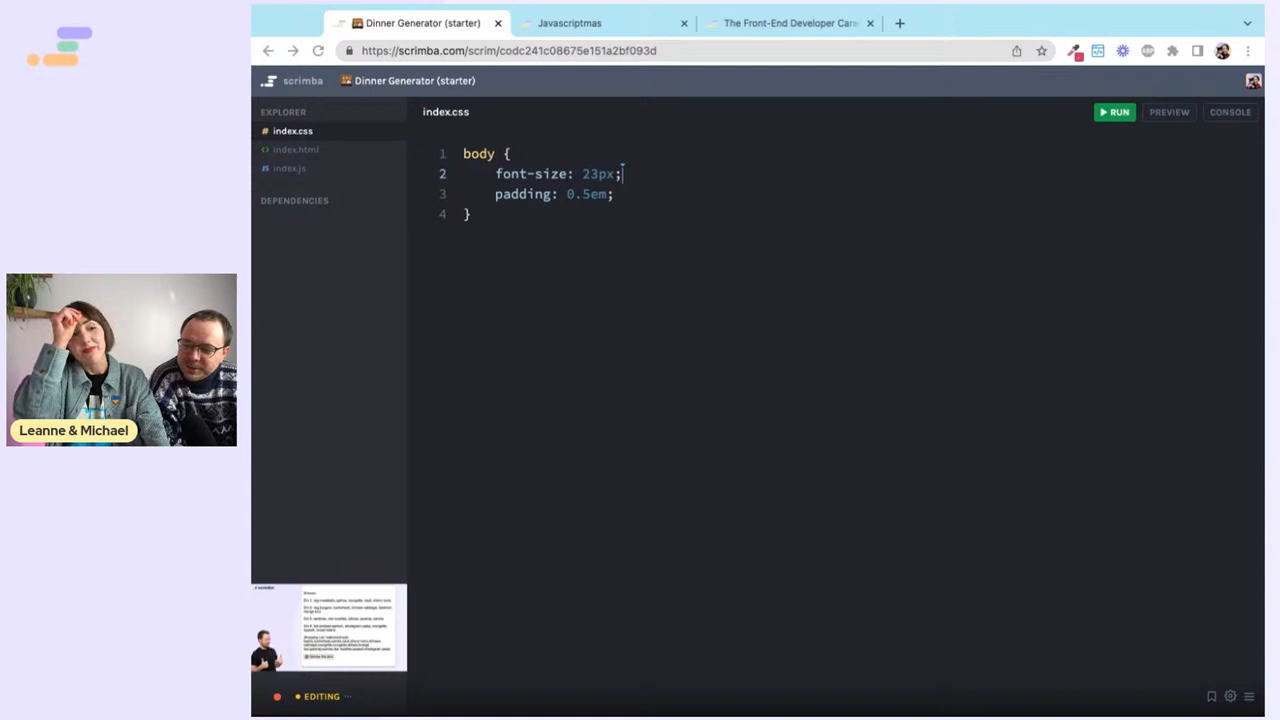 Dinner Generator (starter)
Javascriptmas
The Front-End Developer Care
https://scrimba.com/scrim/codc241c08675e151a2bf093d
scrimba
Dinner Generator (starter)
EXPLORER
index.css
RUN
PREVIEW
CONSOLE
# index.css
<> index.html
<> index.js
DEPENDENCIES
1 body {
2 font-size: 23px;
3 padding: 0.5em;
4 }
Leanne & Michael
EDITING ···